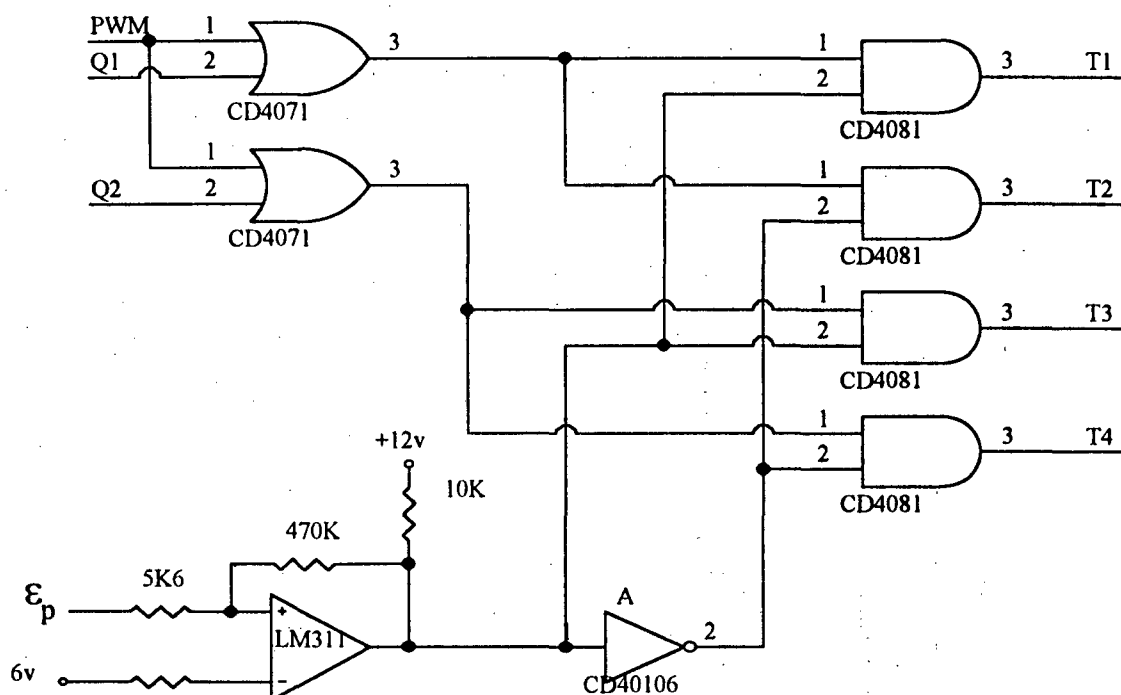 PWM 1 3 1 3 T1
Q1 2 2
CD4071 CD4081
1 3 1 3 T2
Q2 2 2
CD4071 CD4081
1 3 T3
2
CD4081
+12v 1 3 T4
10K 2
CD4081
470K
εp 5K6 + A
LM311 2
6v − CD40106